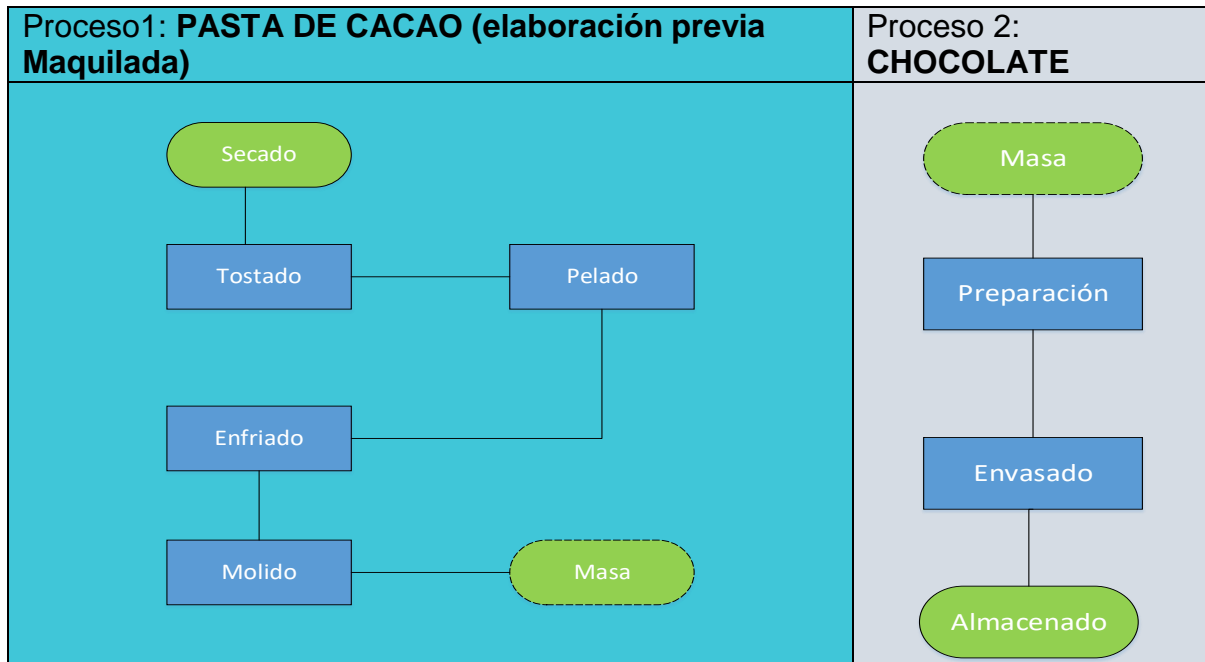 Proceso1: PASTA DE CACAO (elaboración previa
Maquilada)
Proceso 2:
CHOCOLATE
Secado
Tostado
Pelado
Enfriado
Molido
Masa
Masa
Preparación
Envasado
Almacenado